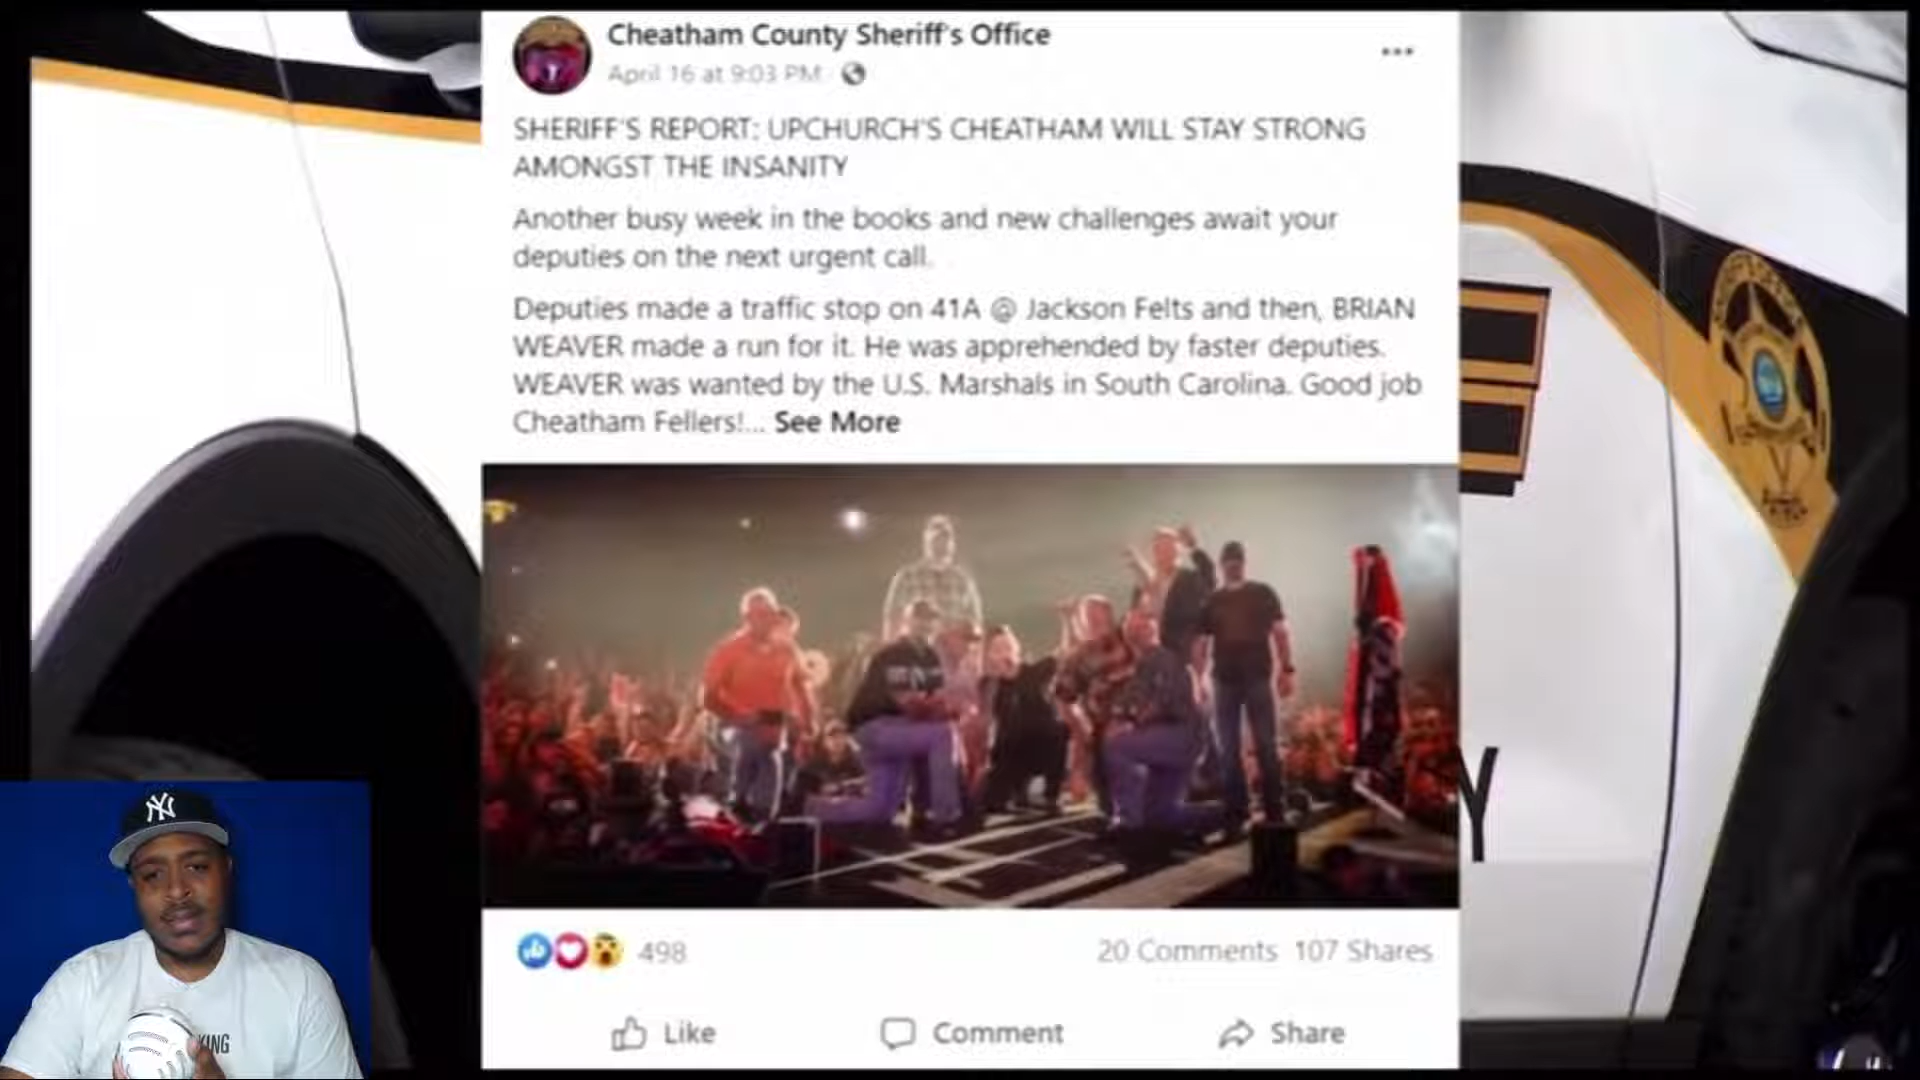 Cheatham County Sheriff's Office
April 16 at 9:03 PM
SHERIFF'S REPORT: UPCHURCH'S CHEATHAM WILL STAY STRONG
AMONGST THE INSANITY
Another busy week in the books and new challenges await your
deputies on the next urgent call.
Deputies made a traffic stop on 41A @ Jackson Felts and then, BRIAN
WEAVER made a run for it. He was apprehended by faster deputies.
WEAVER was wanted by the U.S. Marshals in South Carolina. Good job
Cheatham Fellers!... See More
498
20 Comments 107 Shares
Like Comment Share
Y
NY
KING